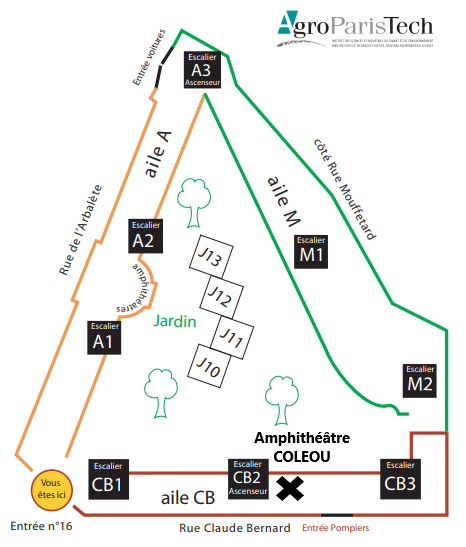 AgroParisTech
INSTITUT DES SCIENCES ET INDUSTRIES DU VIVANT ET DE L'ENVIRONNEMENT
PARIS INSTITUTE OF TECHNOLOGY FOR LIFE, FOOD AND ENVIRONMENTAL SCIENCES
Entrée voitures
Escalier
A3
Ascenseur
aile A
côté Rue Mouffetard
aile M
Rue de l'Arbalète
Escalier
A2
Escalier
M1
J13
amphithéatres
J12
Jardin
Escalier
A1
J11
J10
Escalier
M2
Amphithéâtre
COLEOU
Vous
êtes ici
Escalier
CB1
Escalier
CB2
Ascenseur
Escalier
CB3
aile CB
Entrée n°16
Rue Claude Bernard
Entrée Pompiers